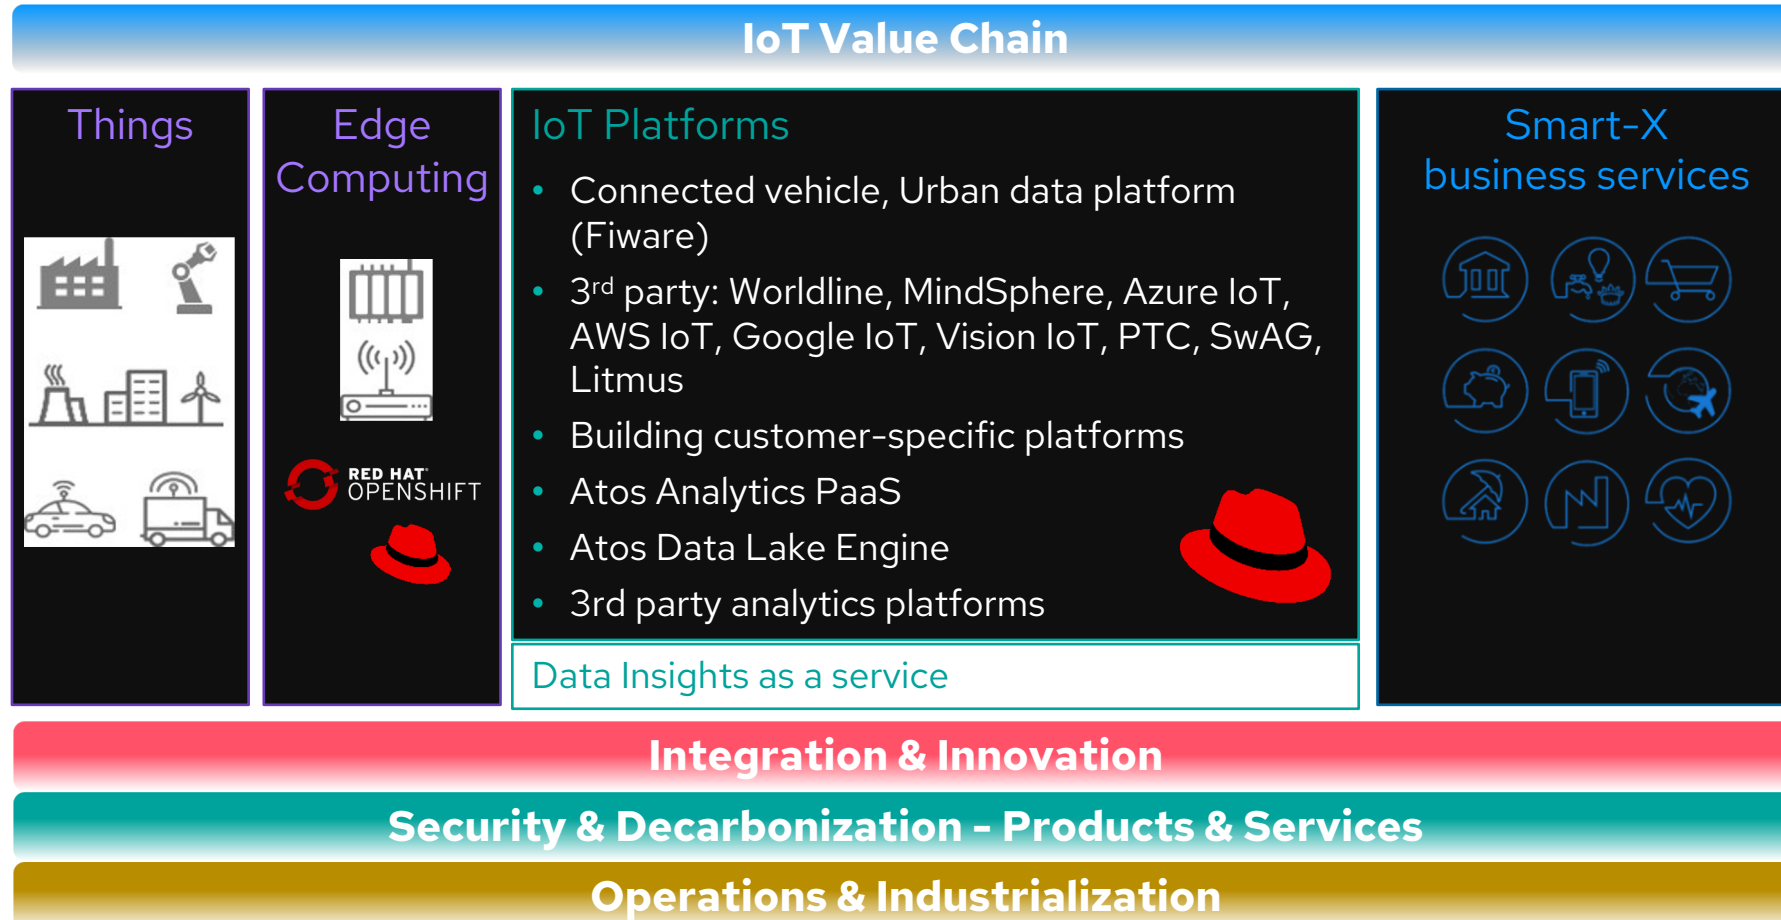 IoT Value Chain
Things
Edge
Computing
RED HAT®
OPENSHIFT
IoT Platforms
• Connected vehicle, Urban data platform
(Fiware)
• 3rd party: Worldline, MindSphere, Azure IoT,
AWS IoT, Google IoT, Vision IoT, PTC, SwAG,
Litmus
• Building customer-specific platforms
• Atos Analytics PaaS
• Atos Data Lake Engine
• 3rd party analytics platforms
Data Insights as a service
Smart-X
business services
Integration & Innovation
Security & Decarbonization - Products & Services
Operations & Industrialization